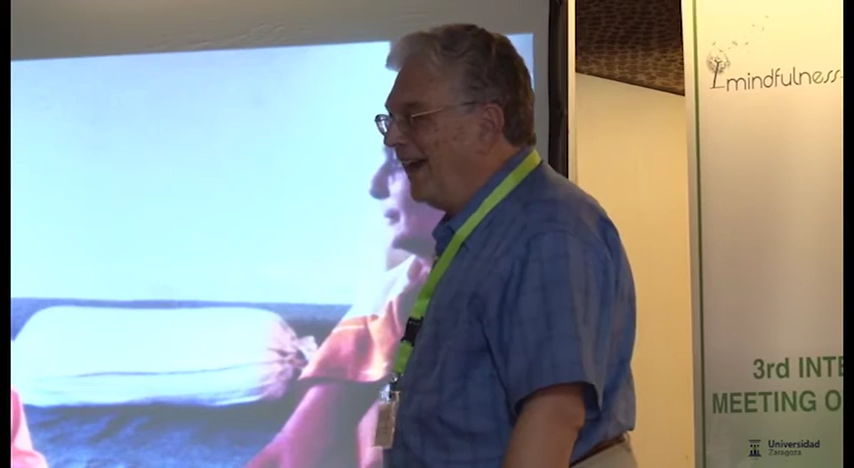 mindfulness
3rd INTE
MEETING O
Universidad
Zaragoza